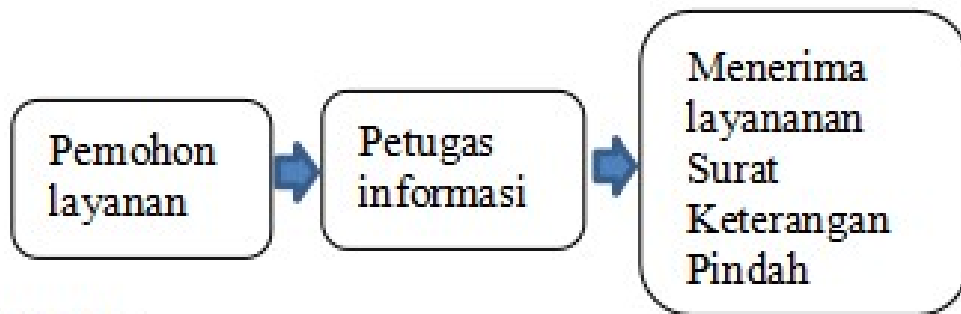 Pemohon
layanan
Petugas
informasi
Menerima
layananan
Surat
Keterangan
Pindah